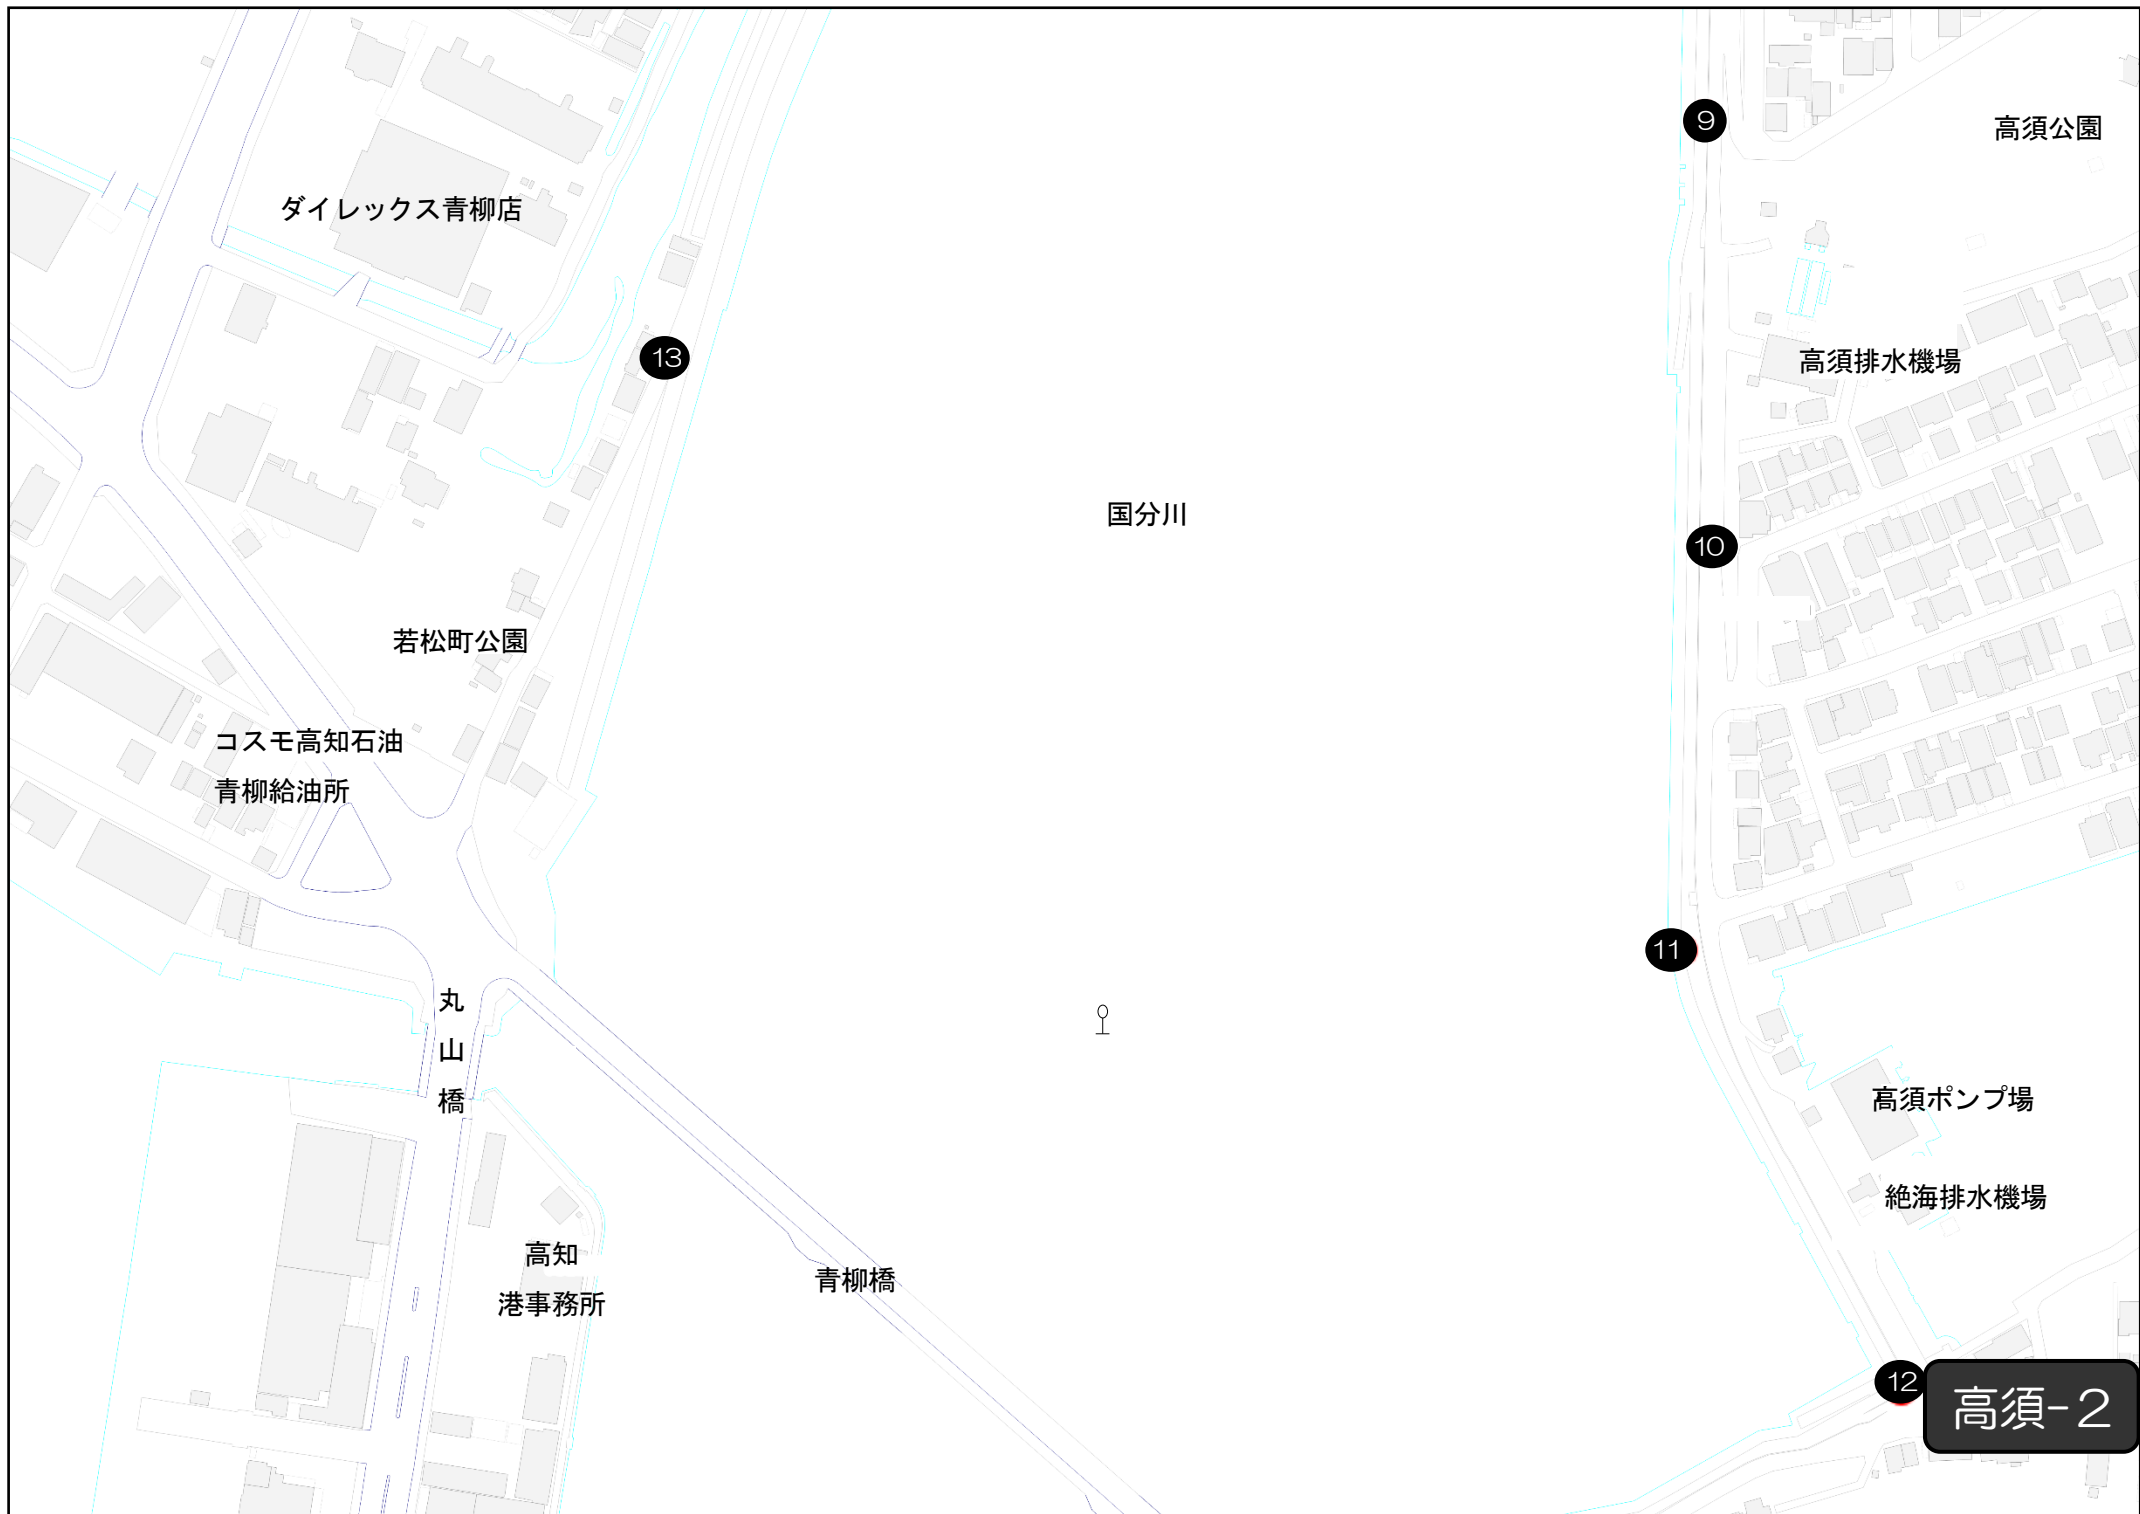 9
高須公園
ダイレックス青柳店
13
高須排水機場
国分川
10
若松町公園
コスモ高知石油
青柳給油所
11
丸
山
橋
高須ポンプ場
絶海排水機場
高知
港事務所
青柳橋
12
高須-2